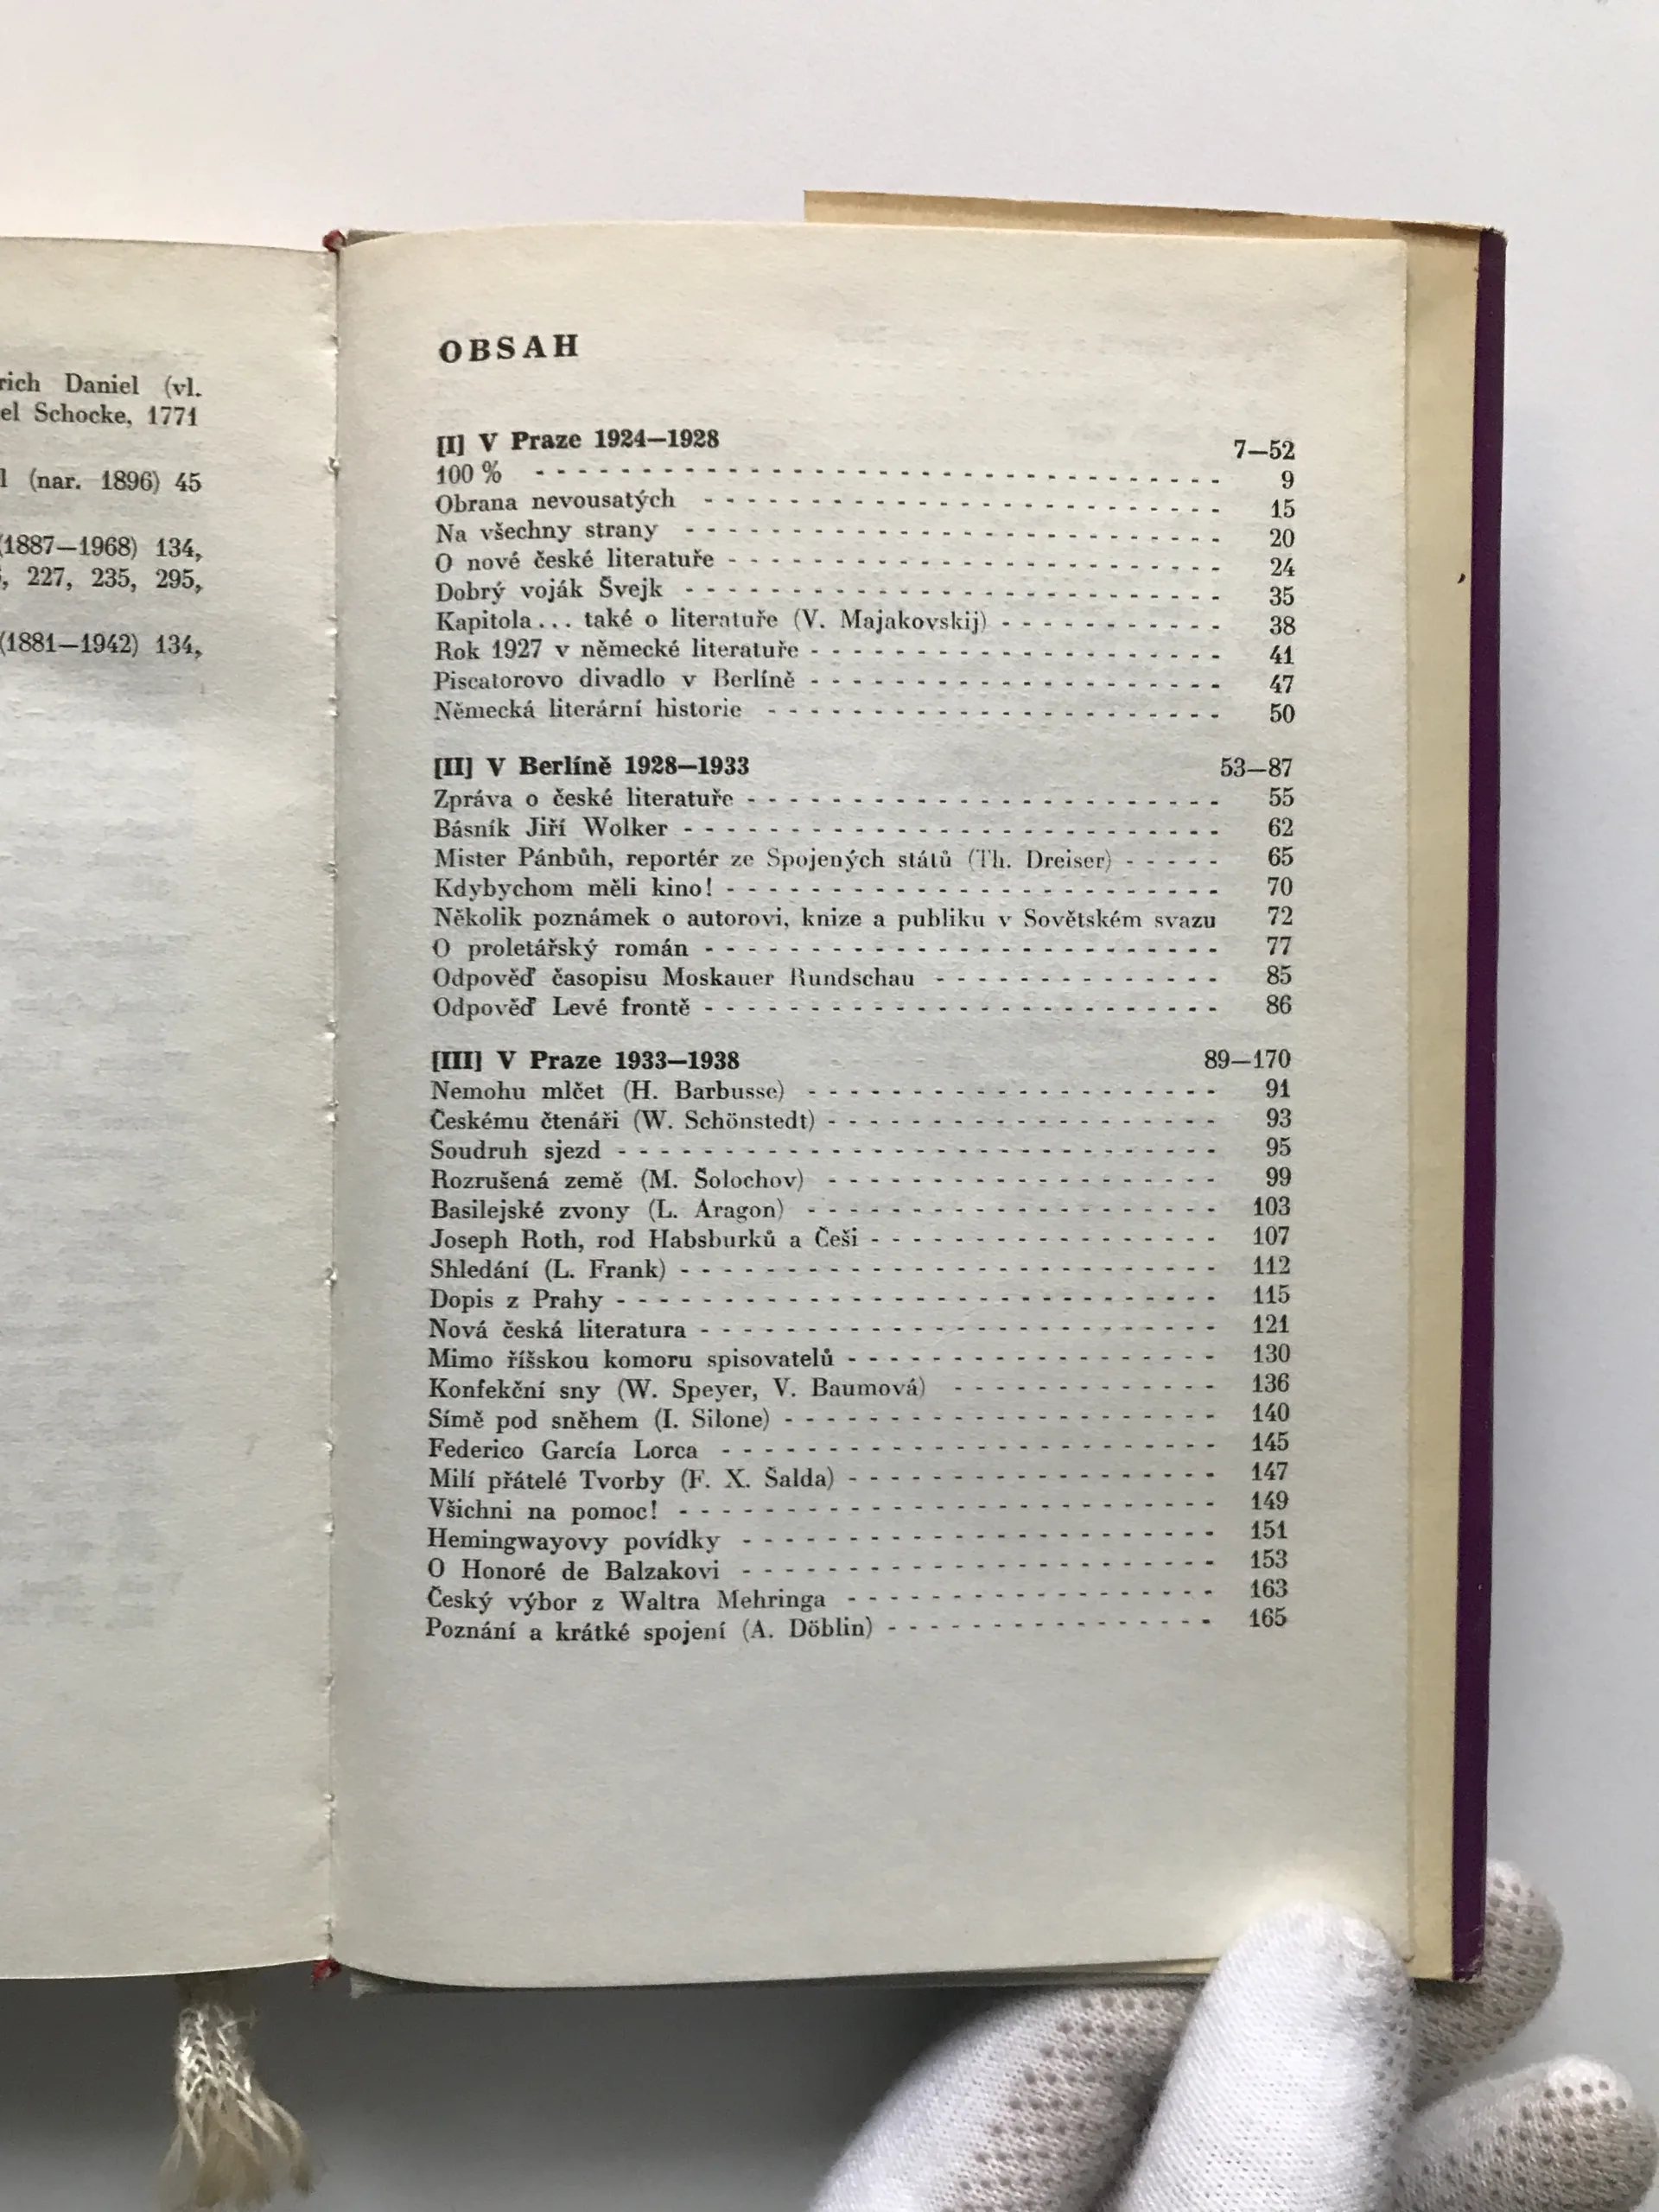 rich Daniel (vl.
el Schocke, 1771
(nar. 1896) 45
(1887—1968) 134,
227, 235, 295,
(1881—1942) 134,
OBSAH
[I] V Praze 1924—1928 7—52
100 % - - - - - - - - - - - - - - - - - - - - 9
Obrana nevousatých - - - - - - - - - - - - - - - - - - - - 15
Na všechny strany - - - - - - - - - - - - - - - - - - - - 20
O nové české literatuře - - - - - - - - - - - - - - - - - - - - 24
Dobrý voják Švejk - - - - - - - - - - - - - - - - - - - - 35
Kapitola... také o literatuře (V. Majakovskij) - - - - - - - - - - - 38
Rok 1927 v německé literatuře - - - - - - - - - - - - - - - - 41
Piscatorovo divadlo v Berlíně - - - - - - - - - - - - - - - - 47
Německá literární historie - - - - - - - - - - - - - - - - - - 50
[II] V Berlíně 1928—1933 53—87
Zpráva o české literatuře - - - - - - - - - - - - - - - - - - 55
Básník Jiří Wolker - - - - - - - - - - - - - - - - - - - - 62
Mister Pánbůh, reportér ze Spojených států (Th. Dreiser) - - - - - 65
Kdybychom měli kino! - - - - - - - - - - - - - - - - - - - 70
Několik poznámek o autorovi, knize a publiku v Sovětském svazu 72
O proletářský román - - - - - - - - - - - - - - - - - - - - 77
Odpověď časopisu Moskauer Rundschau - - - - - - - - - - - 85
Odpověď Levé frontě - - - - - - - - - - - - - - - - - - - - 86
[III] V Praze 1933—1938 89—170
Nemohu mlčet (H. Barbusse) - - - - - - - - - - - - - - - - 91
Českému čtenáři (W. Schönstedt) - - - - - - - - - - - - - - - 93
Soudruh sjezd - - - - - - - - - - - - - - - - - - - - - - 95
Rozrušená země (M. Šolochov) - - - - - - - - - - - - - - - 99
Basilejské zvony (L. Aragon) - - - - - - - - - - - - - - - - 103
Joseph Roth, rod Habsburků a Češi - - - - - - - - - - - - - - 107
Shledání (L. Frank) - - - - - - - - - - - - - - - - - - - - 112
Dopis z Prahy - - - - - - - - - - - - - - - - - - - - - - 115
Nová česká literatura - - - - - - - - - - - - - - - - - - - - 121
Mimo říšskou komoru spisovatelů - - - - - - - - - - - - - - - 130
Konfekční sny (W. Speyer, V. Baumová) - - - - - - - - - - - 136
Símě pod sněhem (I. Silone) - - - - - - - - - - - - - - - - - 140
Federico García Lorca - - - - - - - - - - - - - - - - - - - 145
Milí přátelé Tvorby (F. X. Šalda) - - - - - - - - - - - - - - 147
Všichni na pomoc! - - - - - - - - - - - - - - - - - - - - 149
Hemingwayovy povídky - - - - - - - - - - - - - - - - - - 151
O Honoré de Balzakovi - - - - - - - - - - - - - - - - - - 153
Český výbor z Waltra Mehringa - - - - - - - - - - - - - - 163
Poznání a krátké spojení (A. Döblin) - - - - - - - - - - - - - 165